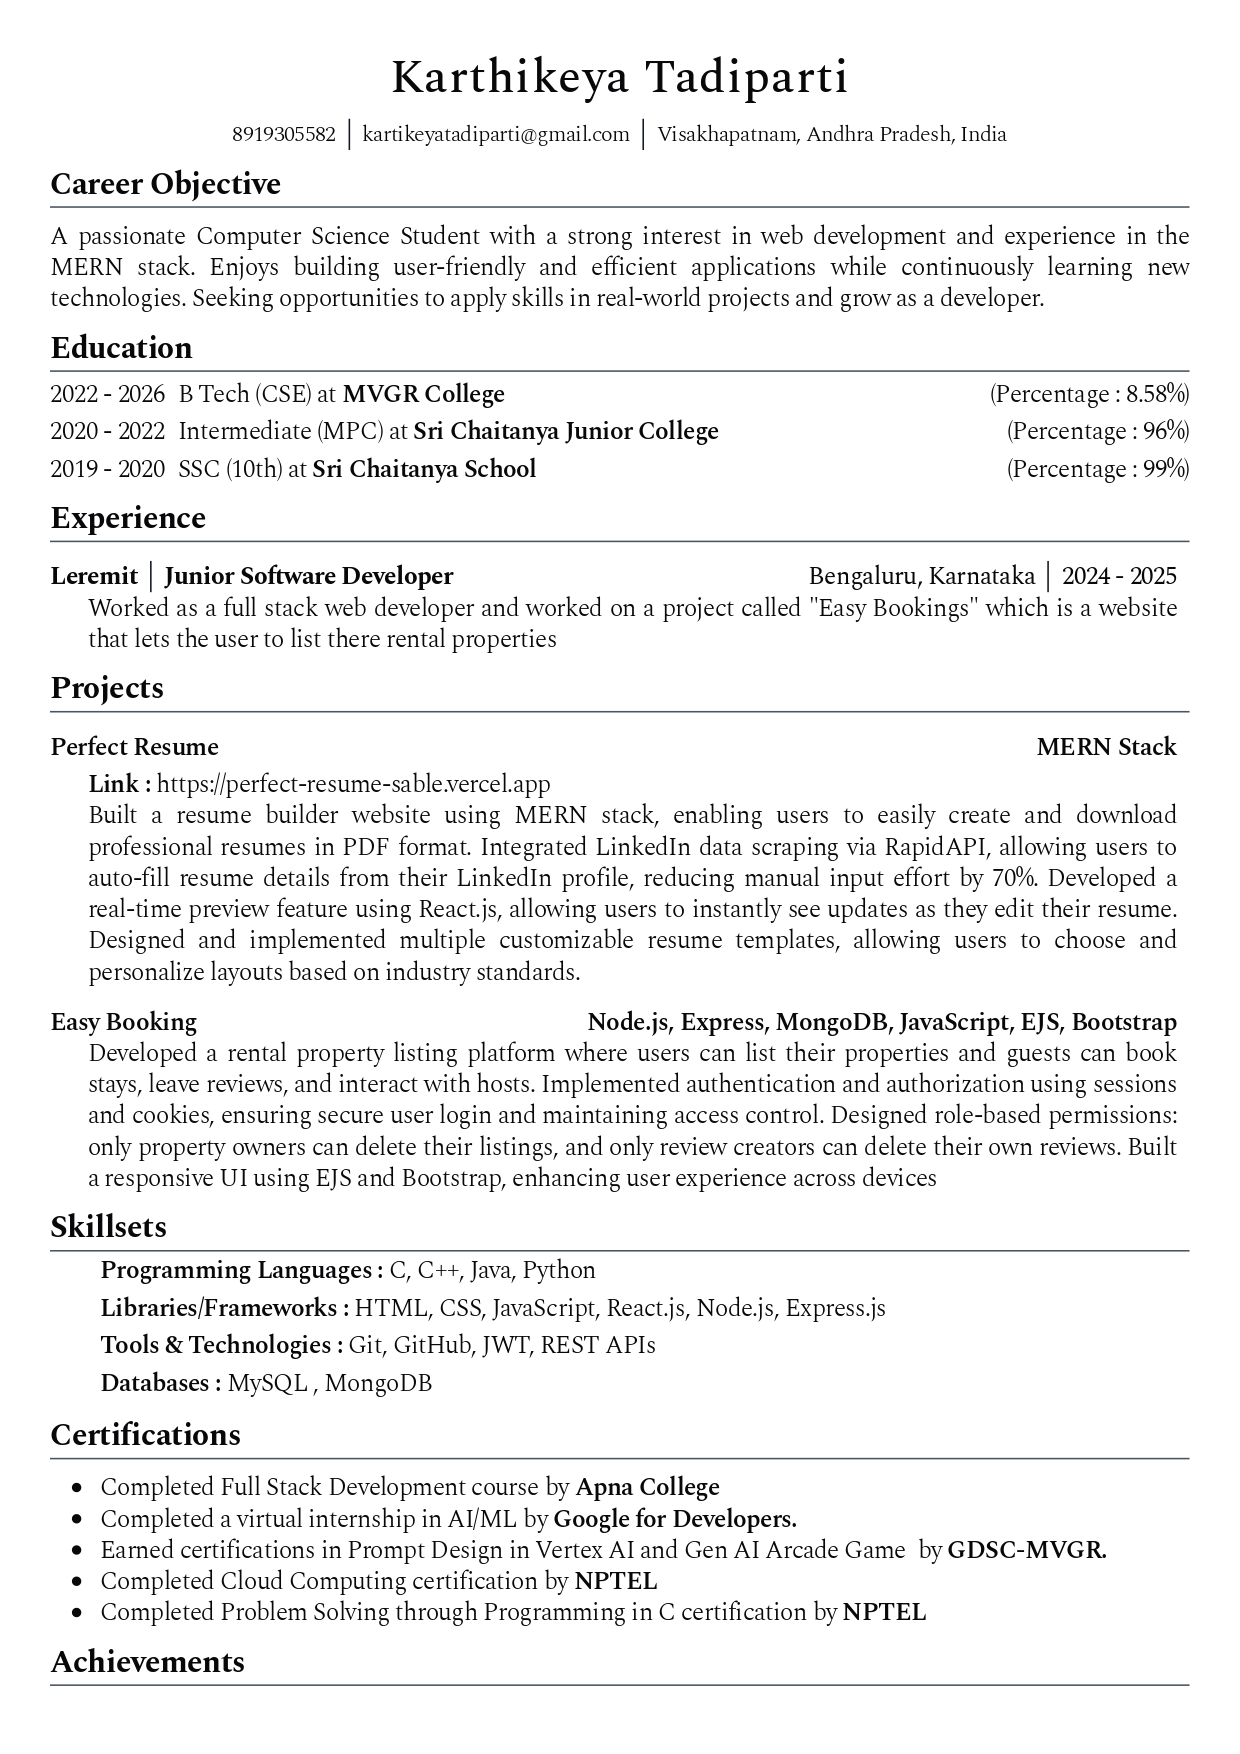 Karthikeya Tadiparti
8919305582 | kartikeyatadiparti@gmail.com | Visakhapatnam, Andhra Pradesh, India
Career Objective
A passionate Computer Science Student with a strong interest in web development and experience in the
MERN stack. Enjoys building user-friendly and efficient applications while continuously learning new
technologies. Seeking opportunities to apply skills in real-world projects and grow as a developer.
Education
2022 - 2026 B Tech (CSE) at MVGR College (Percentage : 8.58%)
2020 - 2022 Intermediate (MPC) at Sri Chaitanya Junior College (Percentage : 96%)
2019 - 2020 SSC (10th) at Sri Chaitanya School (Percentage : 99%)
Experience
Leremit | Junior Software Developer Bengaluru, Karnataka | 2024 - 2025
Worked as a full stack web developer and worked on a project called "Easy Bookings" which is a website
that lets the user to list there rental properties
Projects
Perfect Resume MERN Stack
Link : https://perfect-resume-sable.vercel.app
Built a resume builder website using MERN stack, enabling users to easily create and download
professional resumes in PDF format. Integrated LinkedIn data scraping via RapidAPI, allowing users to
auto-fill resume details from their LinkedIn profile, reducing manual input effort by 70%. Developed a
real-time preview feature using React.js, allowing users to instantly see updates as they edit their resume.
Designed and implemented multiple customizable resume templates, allowing users to choose and
personalize layouts based on industry standards.
Easy Booking Node.js, Express, MongoDB, JavaScript, EJS, Bootstrap
Developed a rental property listing platform where users can list their properties and guests can book
stays, leave reviews, and interact with hosts. Implemented authentication and authorization using sessions
and cookies, ensuring secure user login and maintaining access control. Designed role-based permissions:
only property owners can delete their listings, and only review creators can delete their own reviews. Built
a responsive UI using EJS and Bootstrap, enhancing user experience across devices
Skillsets
Programming Languages : C, C++, Java, Python
Libraries/Frameworks : HTML, CSS, JavaScript, React.js, Node.js, Express.js
Tools & Technologies : Git, GitHub, JWT, REST APIs
Databases : MySQL , MongoDB
Certifications
• Completed Full Stack Development course by Apna College
• Completed a virtual internship in AI/ML by Google for Developers.
• Earned certifications in Prompt Design in Vertex AI and Gen AI Arcade Game by GDSC-MVGR.
• Completed Cloud Computing certification by NPTEL
• Completed Problem Solving through Programming in C certification by NPTEL
Achievements